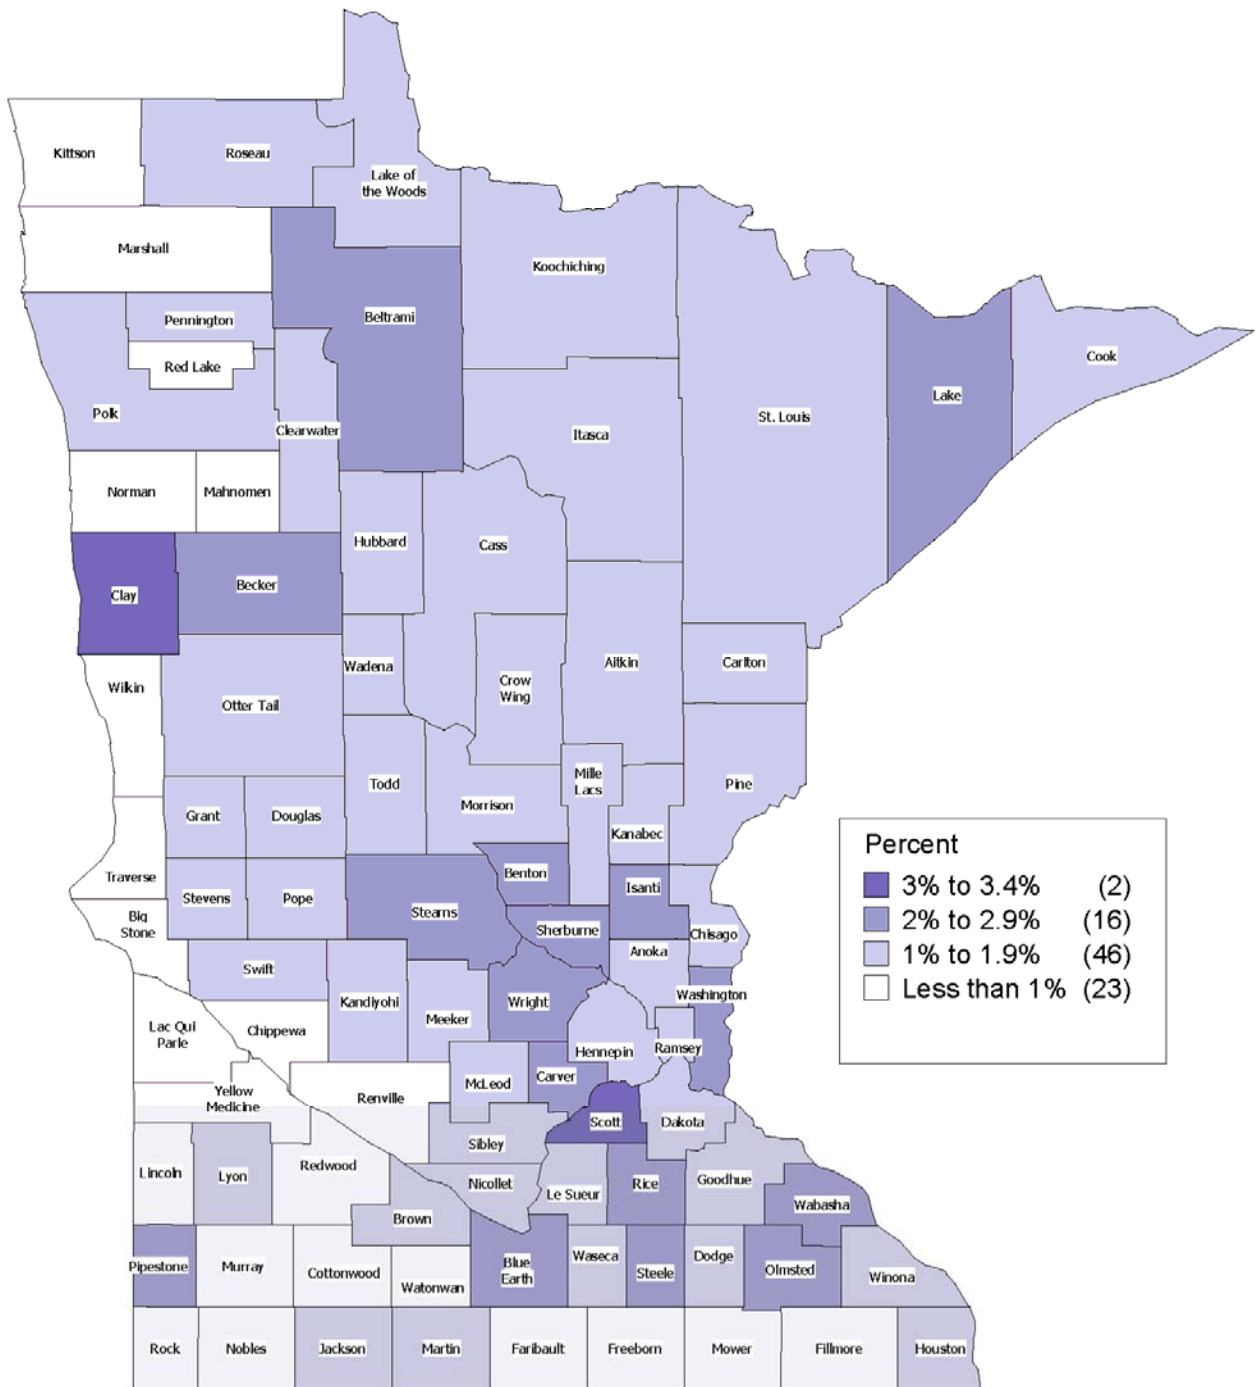 Kittson
Roseau
Lake of
the Woods
Marshall
Koochiching
Beltrami
Pennington
Red Lake
Cook
Lake
Polk
St. Louis
Clearwater
Itasca
Norman
Mahnomen
Hubbard
Cass
Becker
Clay
Wadena
Aitkin
Carlton
Crow
Wing
Wilkin
Otter Tail
Mille
Lacs
Todd
Pine
Morrison
Grant
Douglas
Kanabec
Percent
3% to 3.4% (2)
2% to 2.9% (16)
1% to 1.9% (46)
Less than 1% (23)
Traverse
Benton
Isanti
Stevens
Pope
Stearns
Big
Stone
Sherburne
Chisago
Anoka
Swift
Kandiyohi
Washington
Wright
Meeker
Lac Qui
Parle
Chippewa
Hennepin
Ramsey
Carver
McLeod
Yellow
Medicine
Renville
Scott
Dakota
Sibley
Lincoln
Lyon
Redwood
Nicollet
Le Sueur
Rice
Goodhue
Wabasha
Brown
Pipestone
Murray
Cottonwood
Watonwan
Blue
Earth
Waseca
Steele
Dodge
Olmsted
Winona
Rock
Nobles
Jackson
Martin
Faribault
Freeborn
Mower
Fillmore
Houston